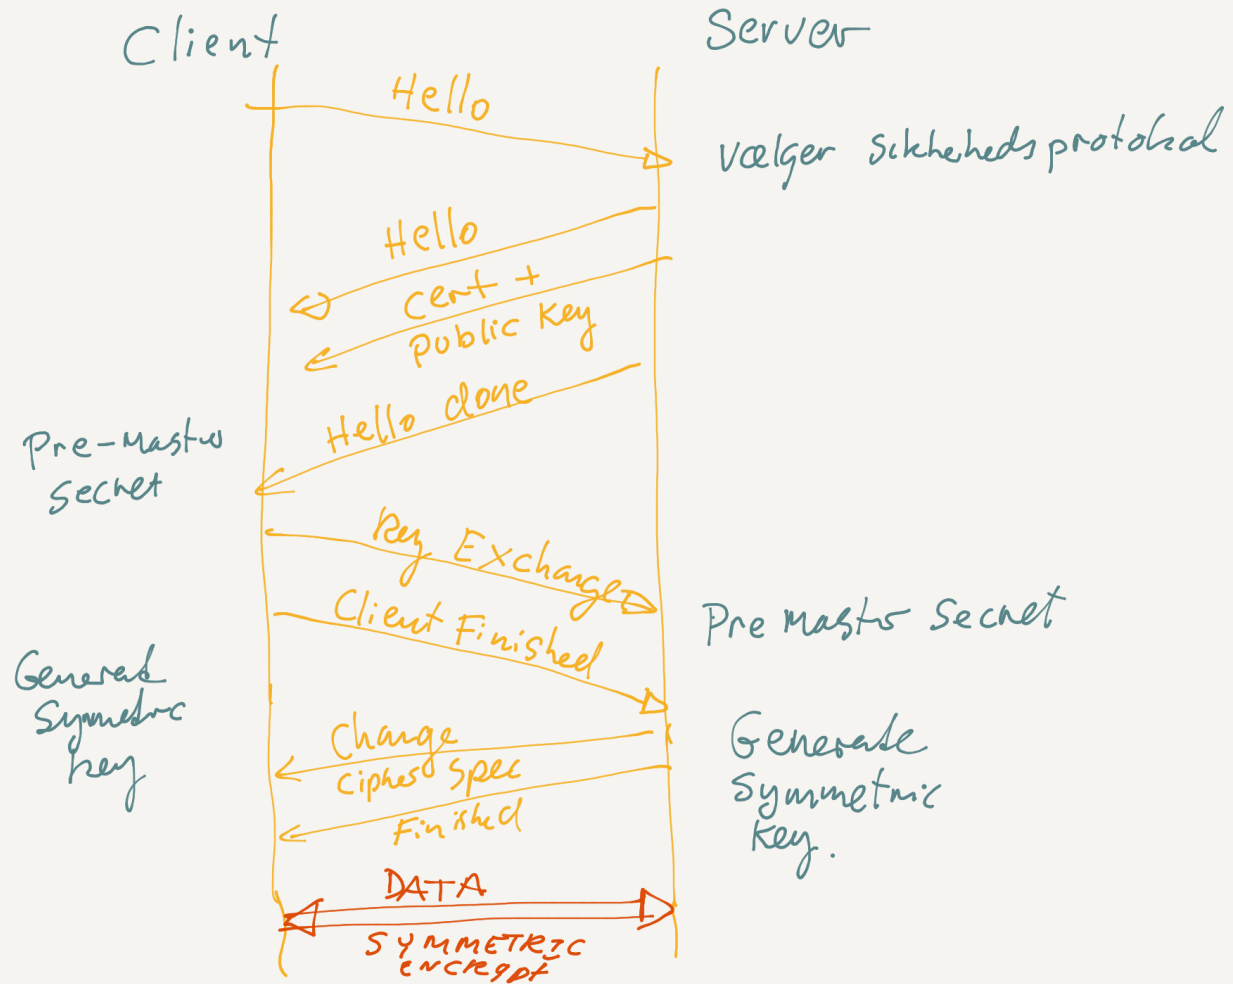 Client
Server
Hello
vælger sikkerhedsprotokol
Hello
cert +
public key
Hello done
Pre-Master
secret
Key Exchange
Client Finished
Pre Master Secret
Generate
Symmetric
key
Change
cipher spec
Finished
Generate
Symmetric
key.
DATA
SYMMETRIC
encrypt